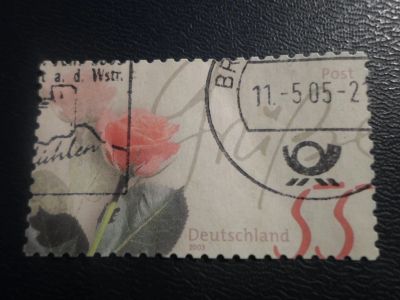 t a. d. Wstr.
ühlen
BR
Post
11.-5.05-2
Grüße
Deutschland
2003
55